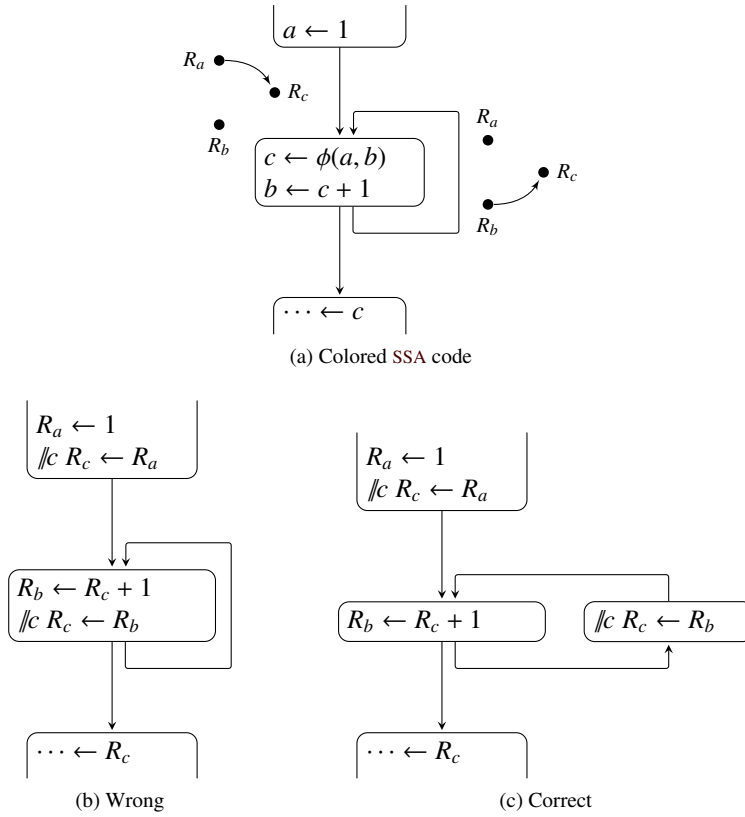 a ← 1
R_a
R_c
R_b
c ← ϕ(a, b)
b ← c + 1
R_a
R_c
R_b
· · · ← c
(a) Colored SSA code
R_a ← 1
//c R_c ← R_a
R_b ← R_c + 1
//c R_c ← R_b
· · · ← R_c
(b) Wrong
R_a ← 1
//c R_c ← R_a
R_b ← R_c + 1
//c R_c ← R_b
· · · ← R_c
(c) Correct